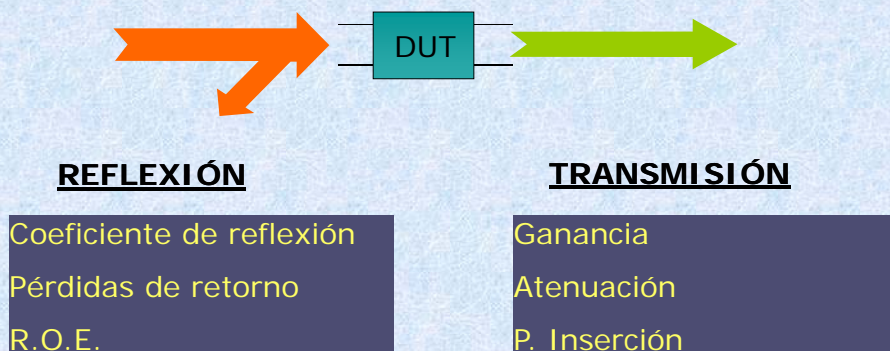 DUT
REFLEXIÓN
TRANSMISIÓN
Coeficiente de reflexión
Pérdidas de retorno
R.O.E.
Ganancia
Atenuación
P. Inserción